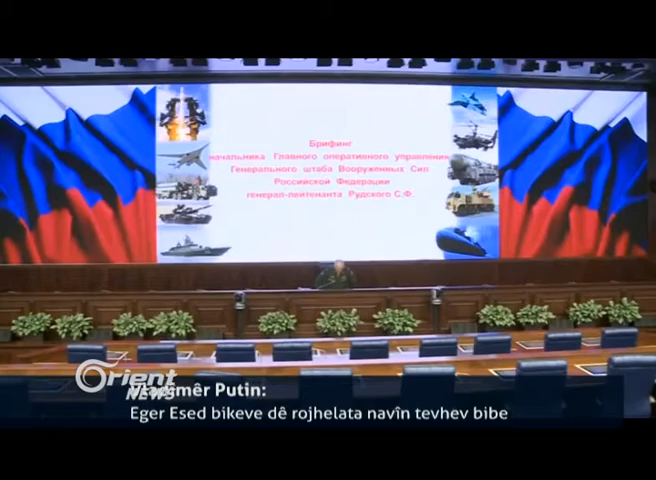 Брифинг
начальника Главного оперативного управления
Генерального штаба Вооруженных Сил
Российской Федерации
генерал-лейтенанта Рудского С.Ф.
Orient
NEWS
Vladîmêr Putin:
Eger Esed bikeve dê rojhelata navîn tevhev bibe